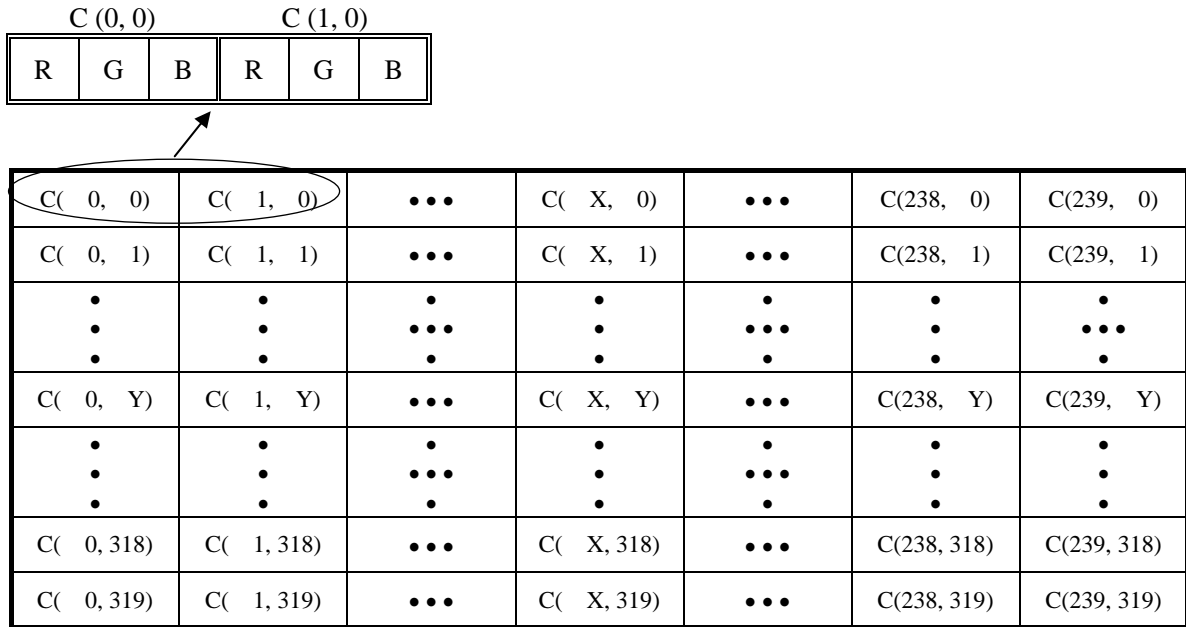 C (0, 0) C (1, 0)
R G B R G B
C( 0, 0) C( 1, 0) ••• C( X, 0) ••• C(238, 0) C(239, 0)
C( 0, 1) C( 1, 1) ••• C( X, 1) ••• C(238, 1) C(239, 1)
• • • • • • •
• • ••• • ••• • •••
• • • • • • •
C( 0, Y) C( 1, Y) ••• C( X, Y) ••• C(238, Y) C(239, Y)
• • • • • • •
• • ••• • ••• • •
• • • • • • •
C( 0, 318) C( 1, 318) ••• C( X, 318) ••• C(238, 318) C(239, 318)
C( 0, 319) C( 1, 319) ••• C( X, 319) ••• C(238, 319) C(239, 319)